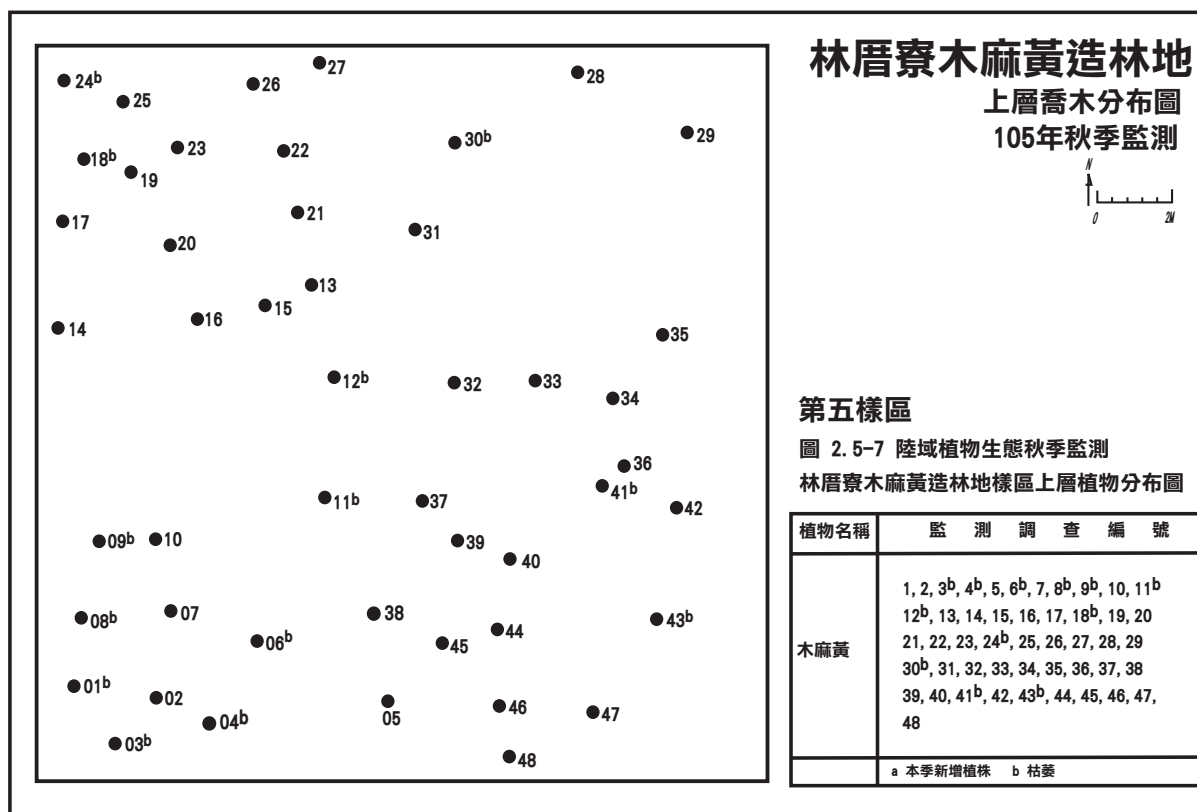 林厝寮木麻黃造林地
上層喬木分布圖
105年秋季監測
N
0 2M
27
24b
26
28
25
29
30b
23
22
18b
19
21
17
31
20
13
15
16
14
35
12b
32
33
34
36
41b
11b
37
42
09b
10
39
40
07
38
08b
43b
44
06b
45
01b
02
05
46
47
04b
03b
48
第五樣區
圖 2.5-7 陸域植物生態秋季監測
林厝寮木麻黃造林地樣區上層植物分布圖
植物名稱 監 測 調 查 編 號
木麻黃
1, 2, 3b, 4b, 5, 6b, 7, 8b, 9b, 10, 11b
12b, 13, 14, 15, 16, 17, 18b, 19, 20
21, 22, 23, 24b, 25, 26, 27, 28, 29
30b, 31, 32, 33, 34, 35, 36, 37, 38
39, 40, 41b, 42, 43b, 44, 45, 46, 47,
48
a 本季新增植株 b 枯萎